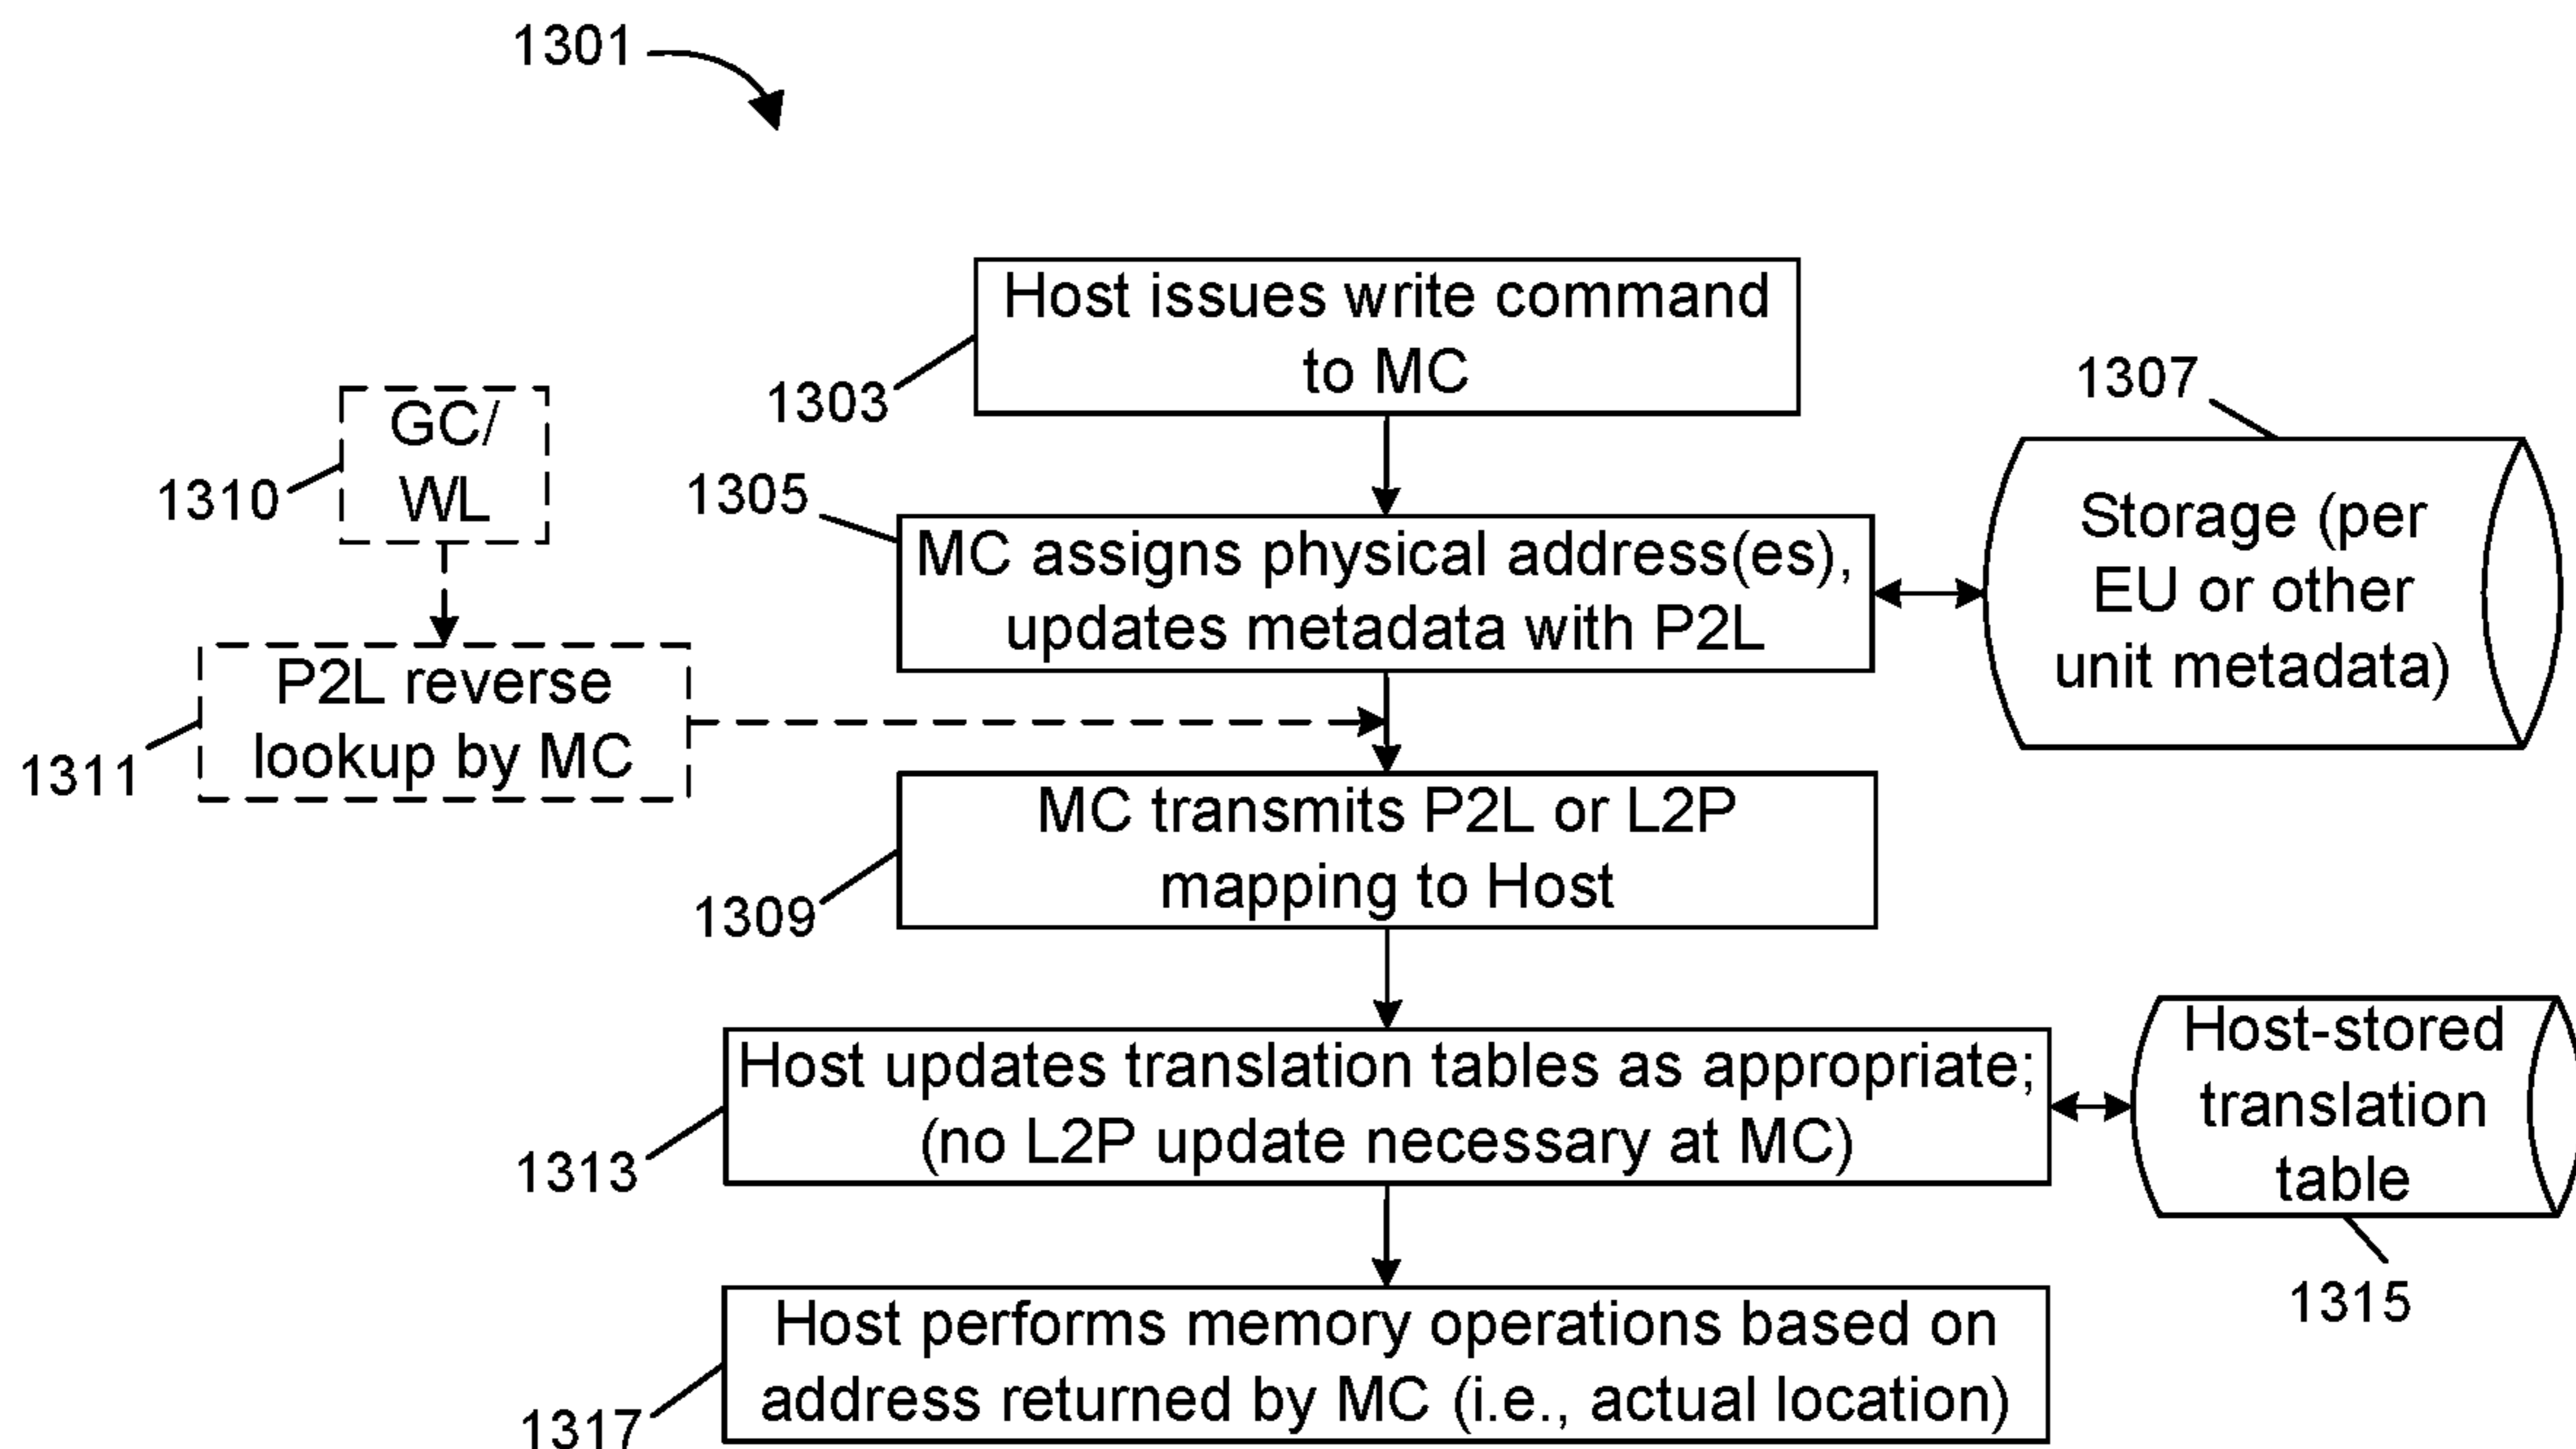 1301
Host issues write command
to MC
1303
1307
GC/
WL
1310
1305
MC assigns physical address(es),
updates metadata with P2L
Storage (per
EU or other
unit metadata)
P2L reverse
lookup by MC
1311
MC transmits P2L or L2P
mapping to Host
1309
Host updates translation tables as appropriate;
(no L2P update necessary at MC)
1313
Host-stored
translation
table
1315
Host performs memory operations based on
address returned by MC (i.e., actual location)
1317